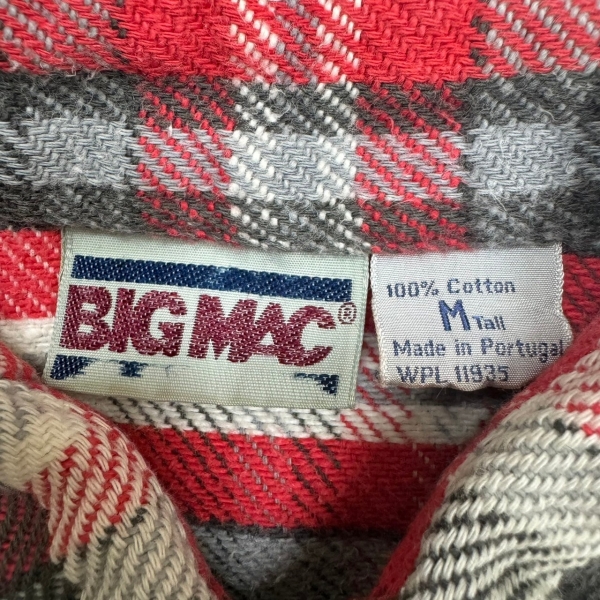 BIG MAC®
100% Cotton
M Tall
Made in Portugal
WPL 11935